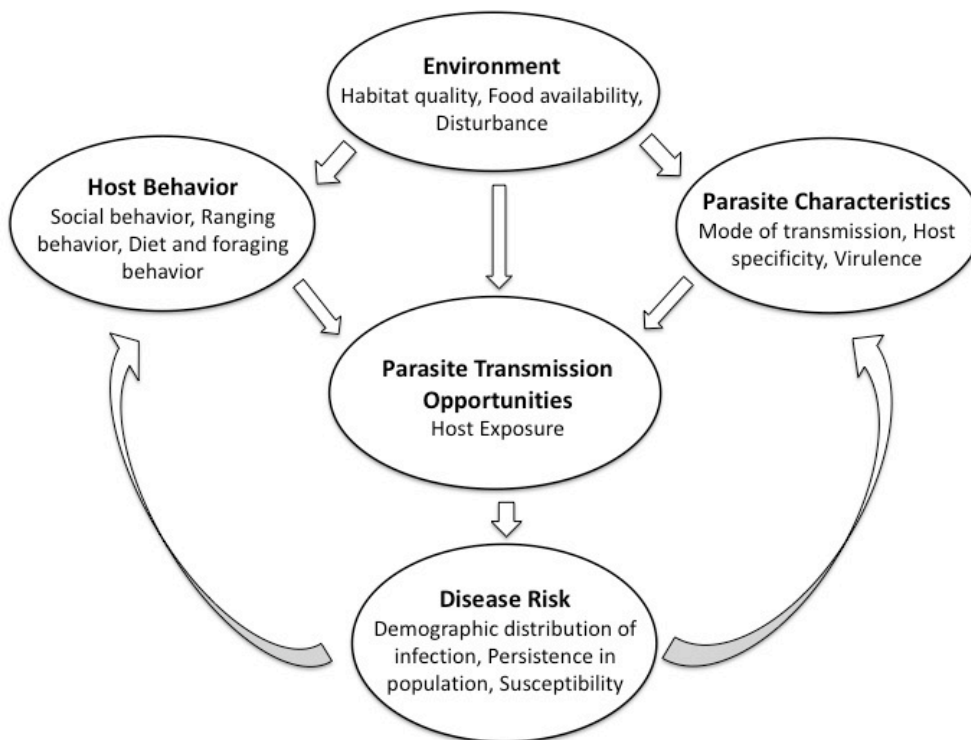 Environment
Habitat quality, Food availability,
Disturbance
Host Behavior
Social behavior, Ranging
behavior, Diet and foraging
behavior
Parasite Characteristics
Mode of transmission, Host
specificity, Virulence
Parasite Transmission
Opportunities
Host Exposure
Disease Risk
Demographic distribution of
infection, Persistence in
population, Susceptibility